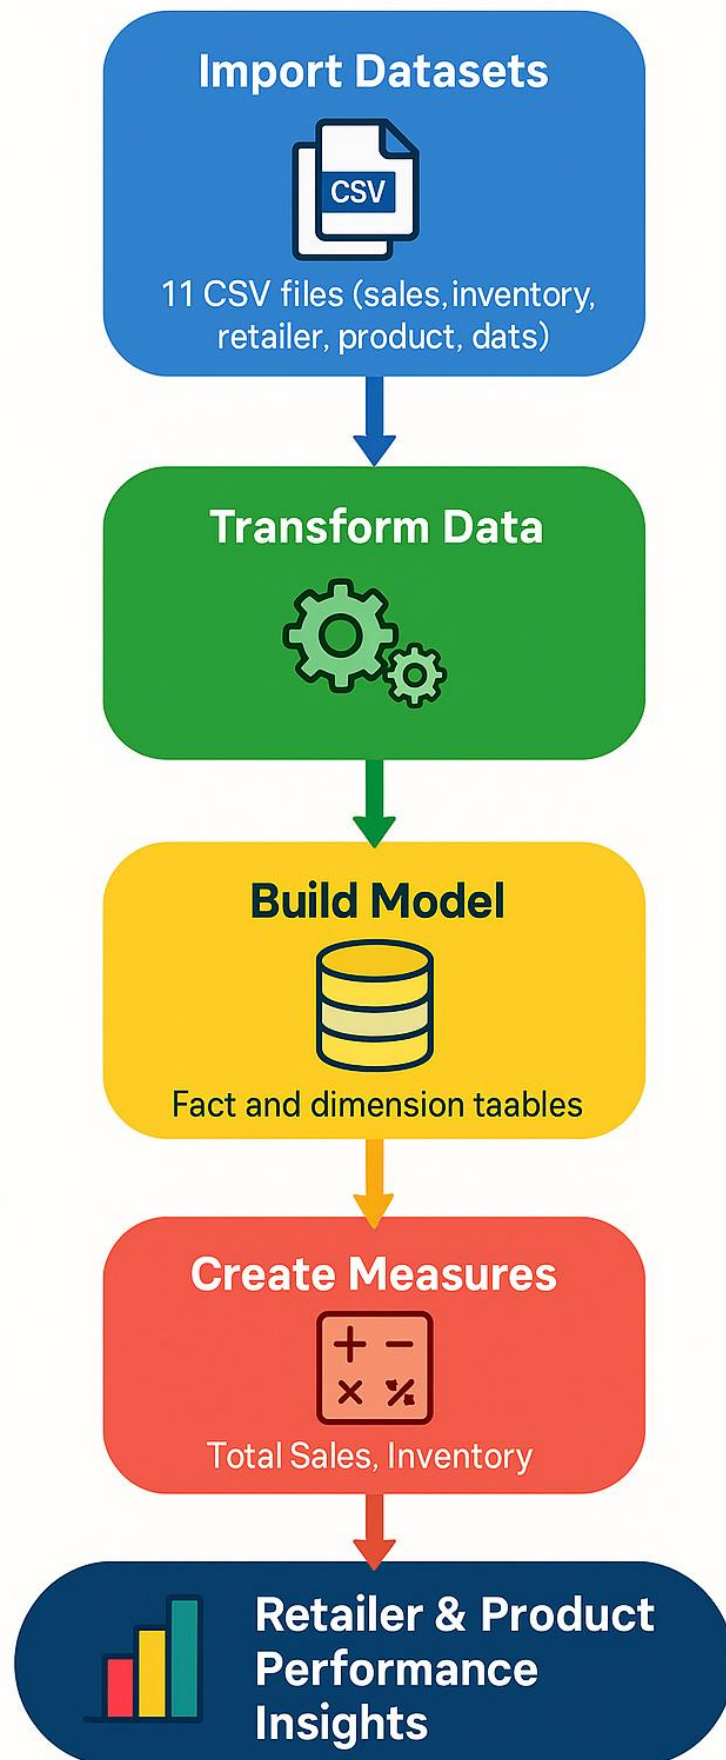 Import Datasets
CSV
11 CSV files (sales, inventory,
retailer, product, dats)
Transform Data
Build Model
Fact and dimension taables
Create Measures
+ −
× %
Total Sales, Inventory
Retailer & Product
Performance
Insights